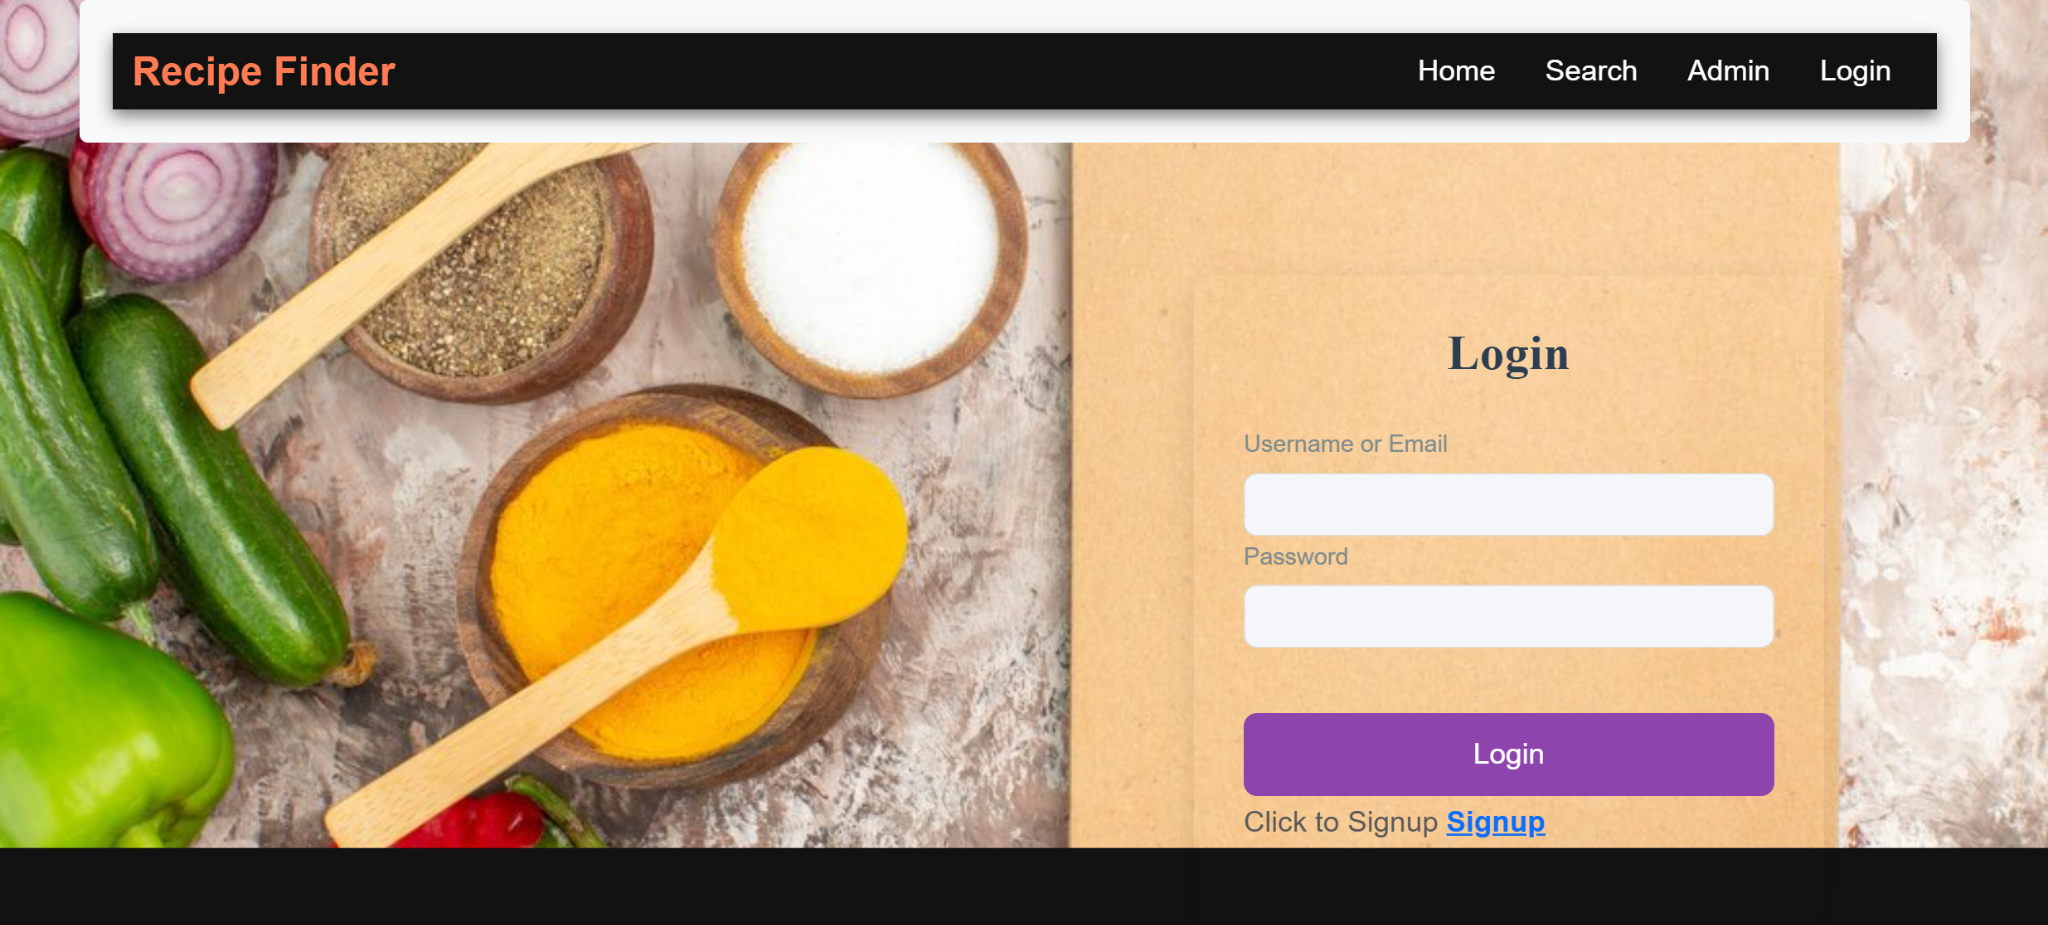 Recipe Finder
Home Search Admin Login
Login
Username or Email
Password
Login
Click to Signup Signup